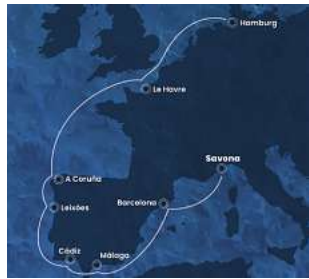 Hamburg
Le Havre
Savona
A Coruña
Barcelona
Leixões
Cádiz
Málaga